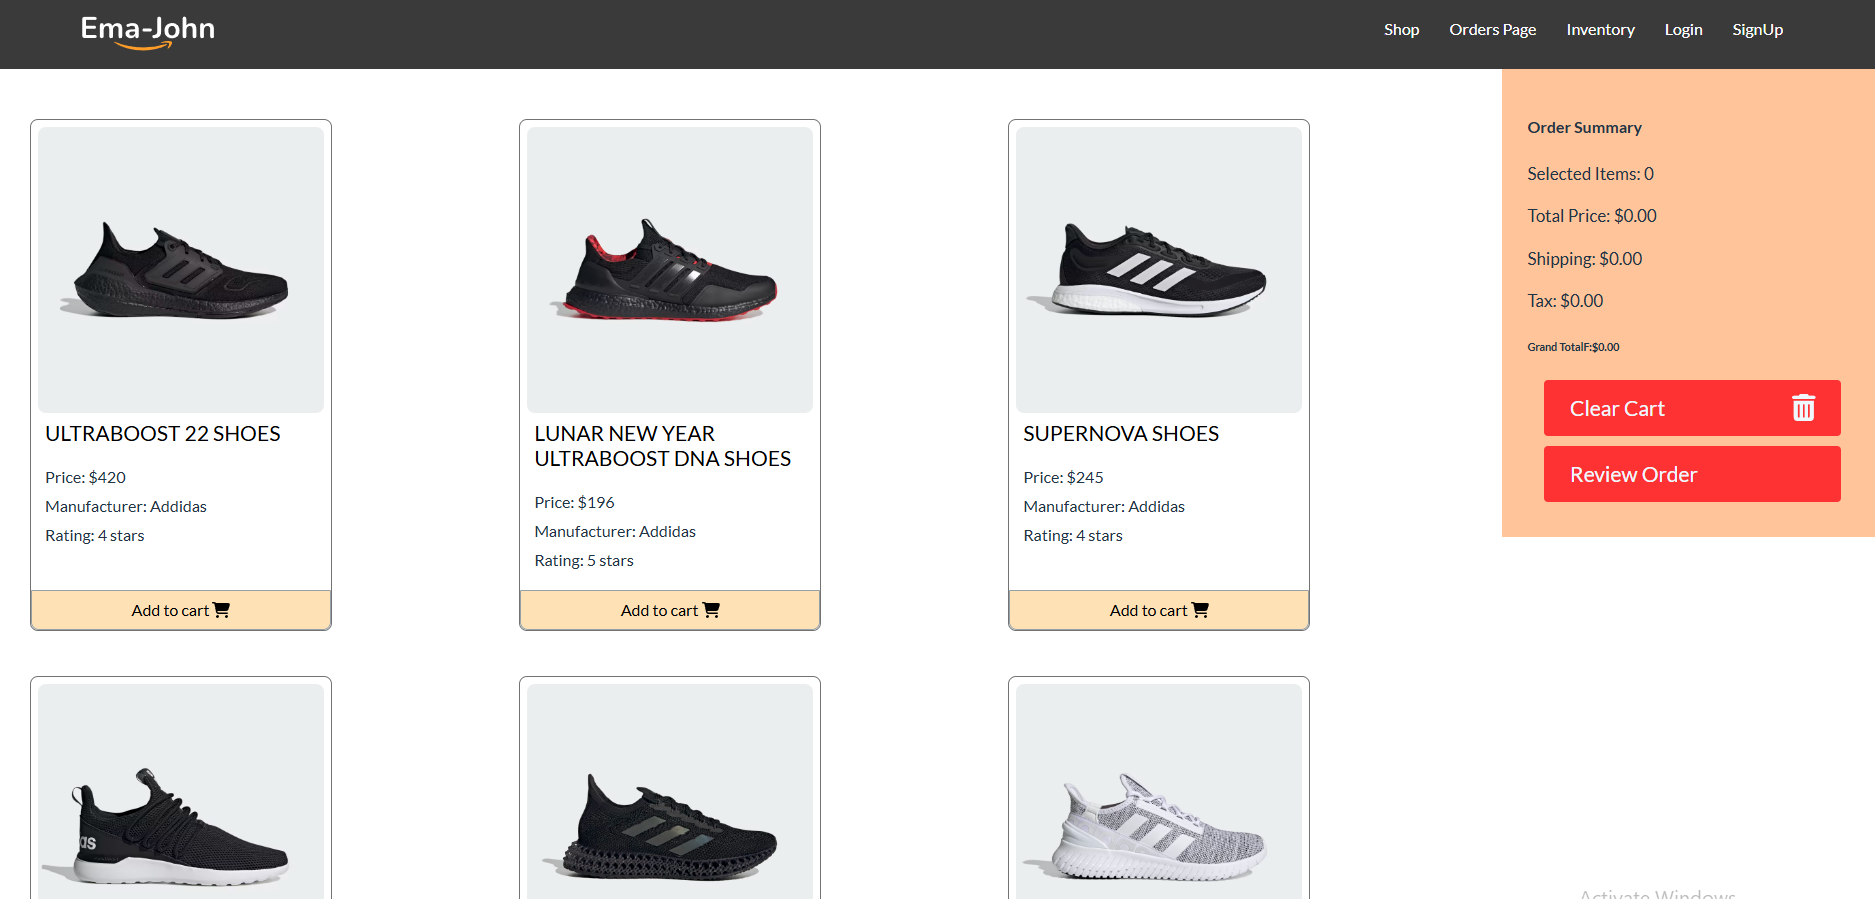 Ema-John
Shop
Orders Page
Inventory
Login
SignUp
ULTRABOOST 22 SHOES
Price: $420
Manufacturer: Addidas
Rating: 4 stars
Add to cart
LUNAR NEW YEAR
ULTRABOOST DNA SHOES
Price: $196
Manufacturer: Addidas
Rating: 5 stars
Add to cart
SUPERNOVA SHOES
Price: $245
Manufacturer: Addidas
Rating: 4 stars
Add to cart
Order Summary
Selected Items: 0
Total Price: $0.00
Shipping: $0.00
Tax: $0.00
Grand TotalF:$0.00
Clear Cart
Review Order
as
Activate Windows